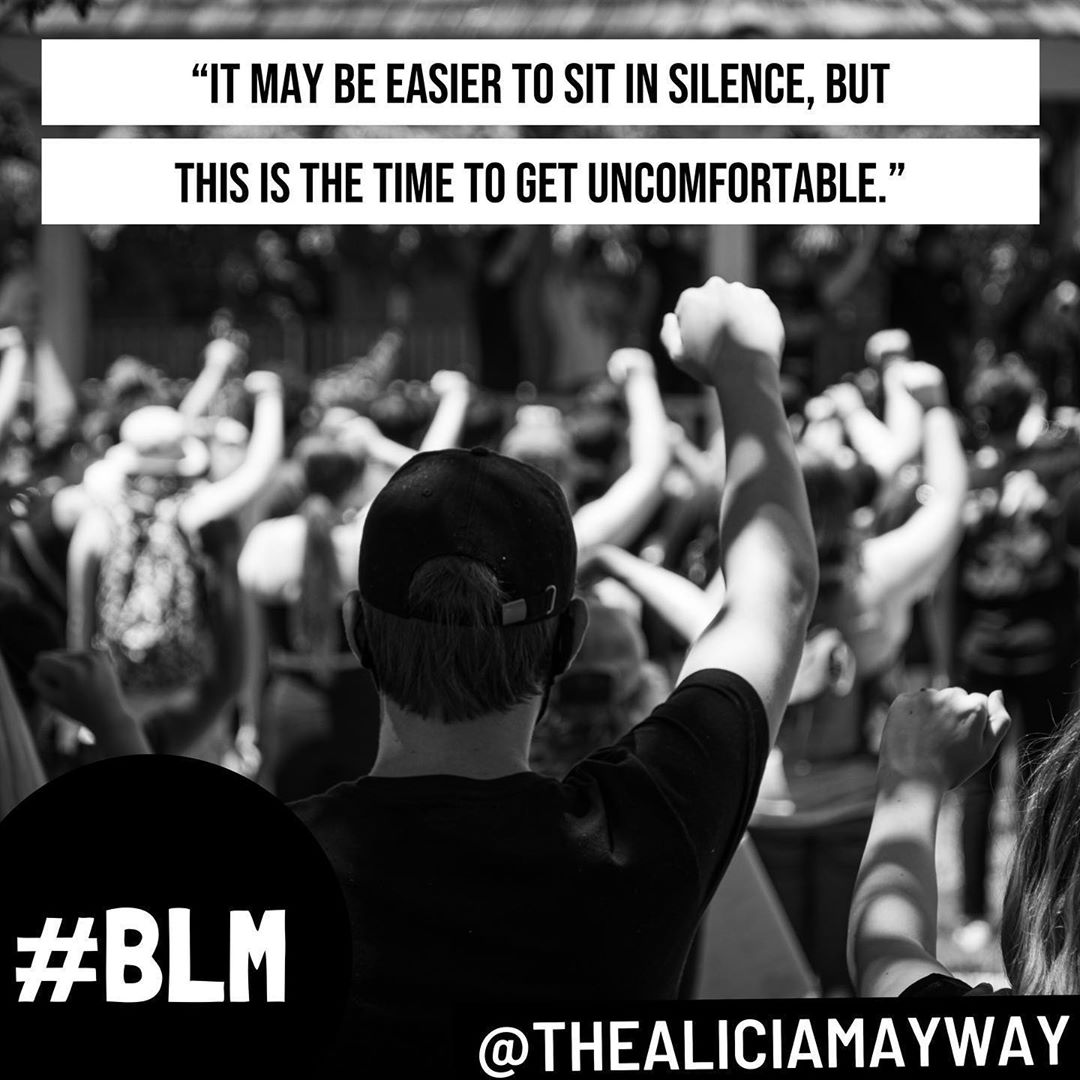 “IT MAY BE EASIER TO SIT IN SILENCE, BUT
THIS IS THE TIME TO GET UNCOMFORTABLE.”
#BLM
@THEALICIAMAYWAY